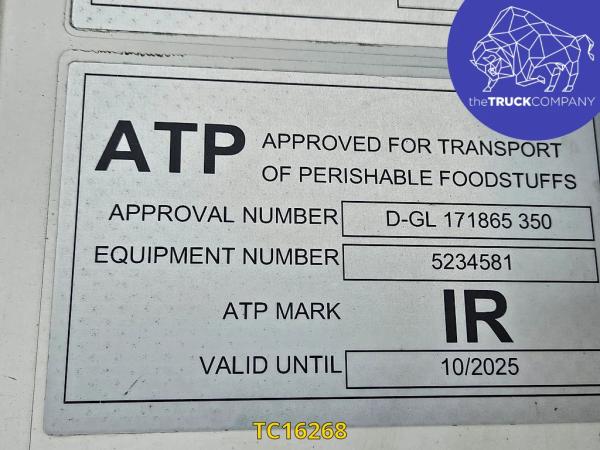 theTRUCKCOMPANY
ATP APPROVED FOR TRANSPORT
OF PERISHABLE FOODSTUFFS
APPROVAL NUMBER D-GL 171865 350
EQUIPMENT NUMBER 5234581
ATP MARK IR
VALID UNTIL 10/2025
TC16268